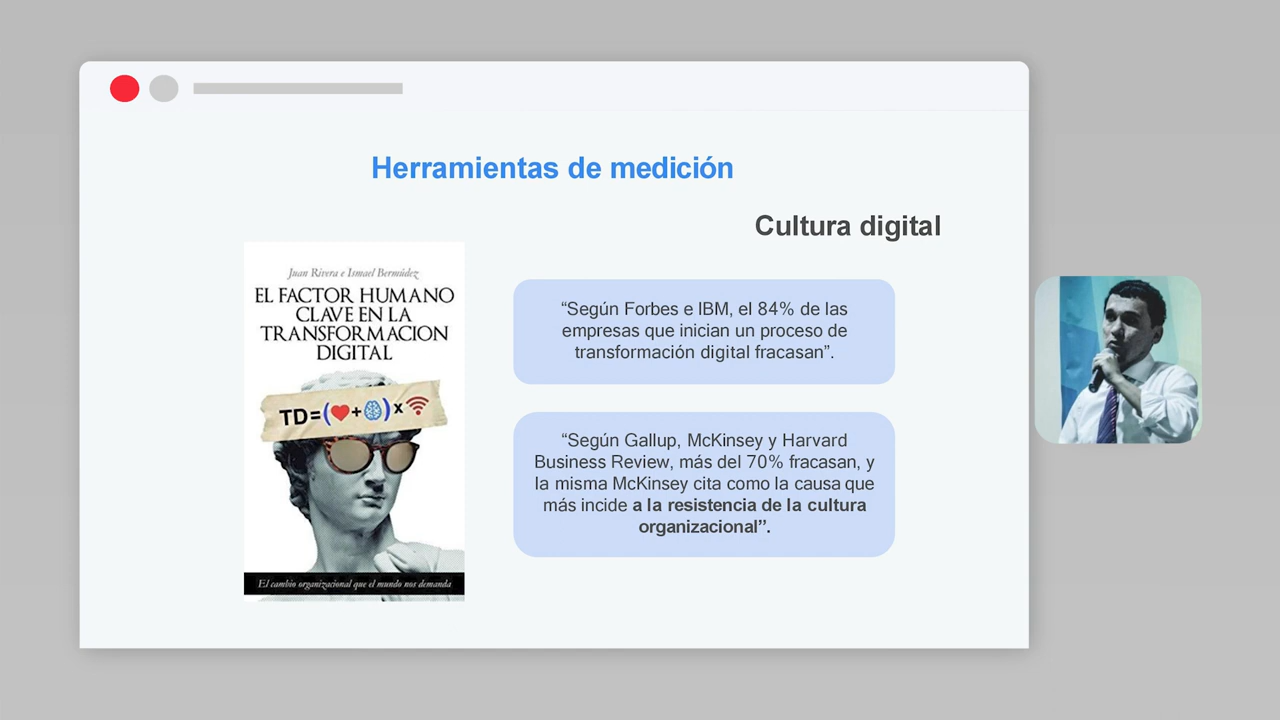 Herramientas de medición
Cultura digital
Juan Rivera e Ismael Bermúdez
EL FACTOR HUMANO
CLAVE EN LA
TRANSFORMACION
DIGITAL
TD=(❤+🧠)x
El cambio organizacional que el mundo nos demanda
“Según Forbes e IBM, el 84% de las
empresas que inician un proceso de
transformación digital fracasan”.
“Según Gallup, McKinsey y Harvard
Business Review, más del 70% fracasan, y
la misma McKinsey cita como la causa que
más incide a la resistencia de la cultura
organizacional”.